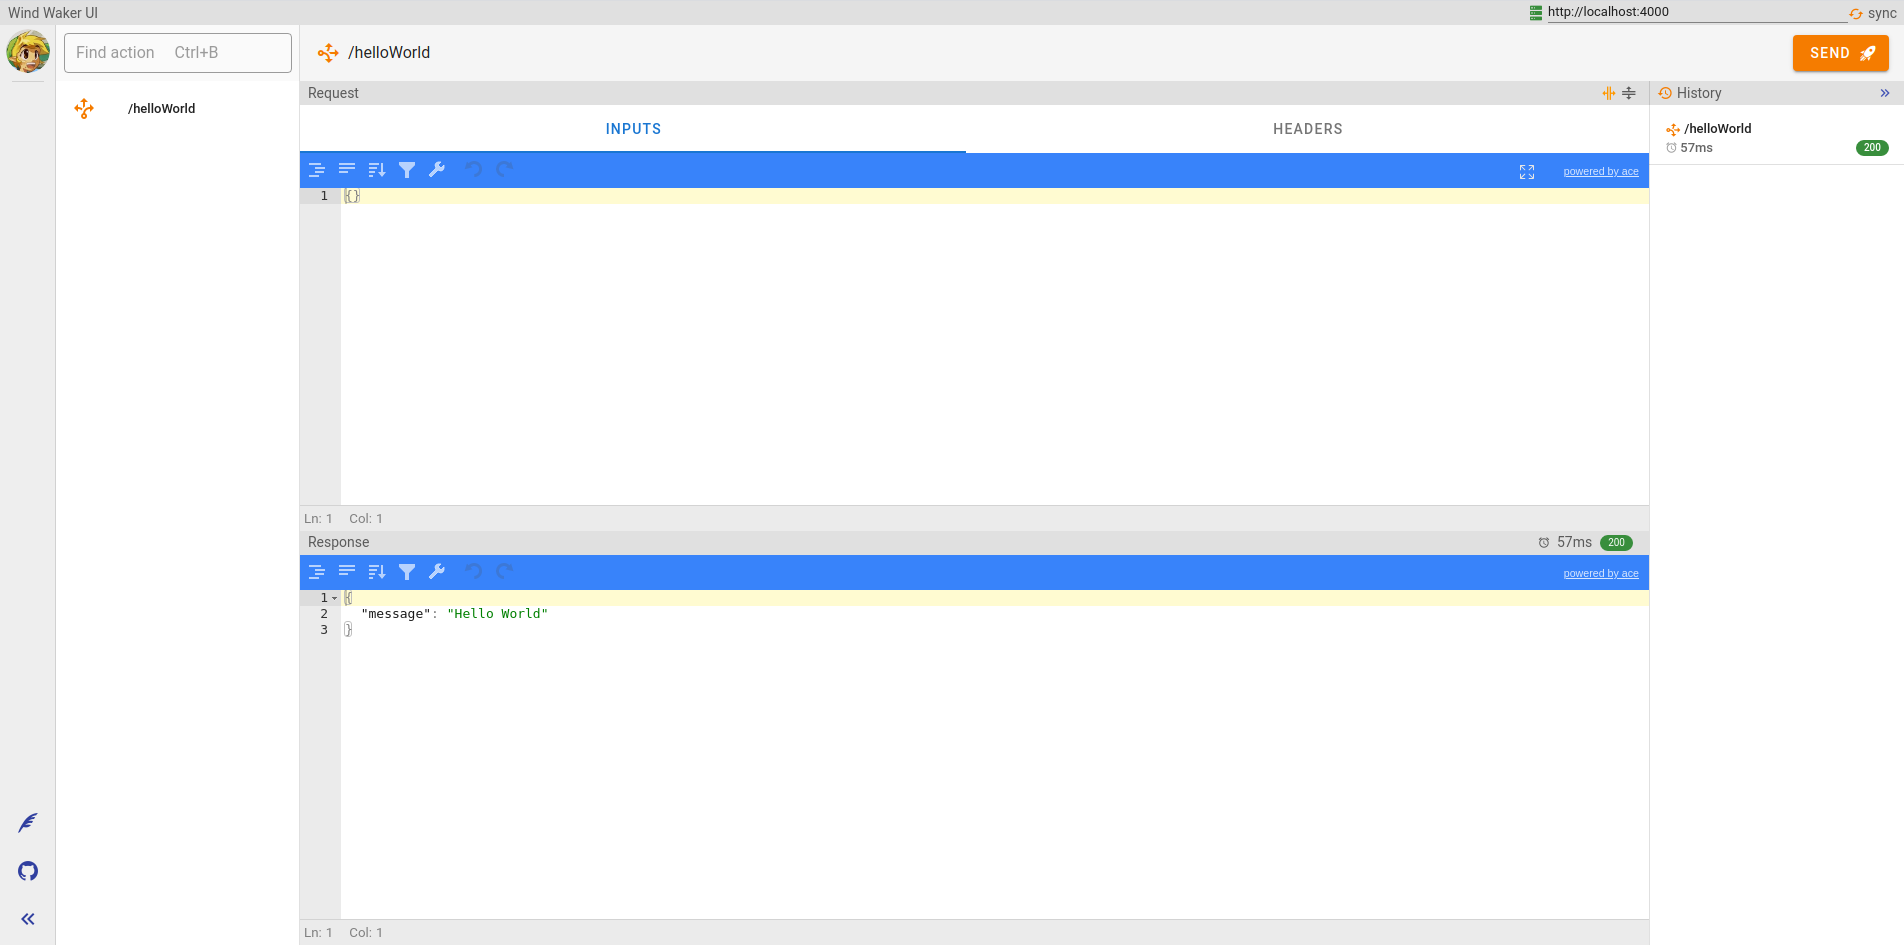 Wind Waker UI
http://localhost:4000
sync
Find action Ctrl+B
/helloWorld
/helloWorld
SEND
Request
INPUTS
HEADERS
powered by ace
1 {}
Ln: 1 Col: 1
Response
57ms 200
powered by ace
1 {
2 "message": "Hello World"
3 }
Ln: 1 Col: 1
History
/helloWorld
57ms 200